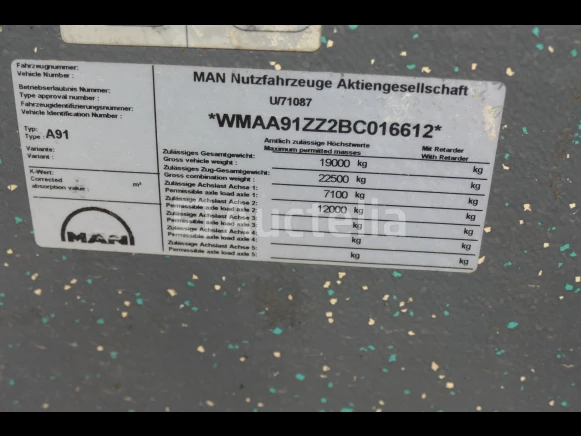 Fahrzeugnummer:
Vehicle Number :
MAN Nutzfahrzeuge Aktiengesellschaft
Betriebserlaubnis Nummer:
Type approval number :
U/71087
Fahrzeugidentifizierungsnummer:
Vehicle Identification Number :
*WMAA91ZZ2BC016612*
Typ:
Type : A91
Amtlich zulässige Höchstwerte Mit Retarder
Maximum permitted masses With Retarder
Variante:
Variant :
Zulässiges Gesamtgewicht:
Gross vehicle weight : 19000 kg kg
K-Wert:
Corrected
absorption value : m³
Zulässiges Zug-Gesamtgewicht:
Gross combination weight : 22500 kg kg
Zulässige Achslast Achse 1:
Permissible axle load axle 1: 7100 kg kg
Zulässige Achslast Achse 2:
Permissible axle load axle 2: 12000 kg kg
Zulässige Achslast Achse 3:
Permissible axle load axle 3: kg kg
Zulässige Achslast Achse 4:
Permissible axle load axle 4: kg kg
Zulässige Achslast Achse 5:
Permissible axle load axle 5: kg kg
MAN